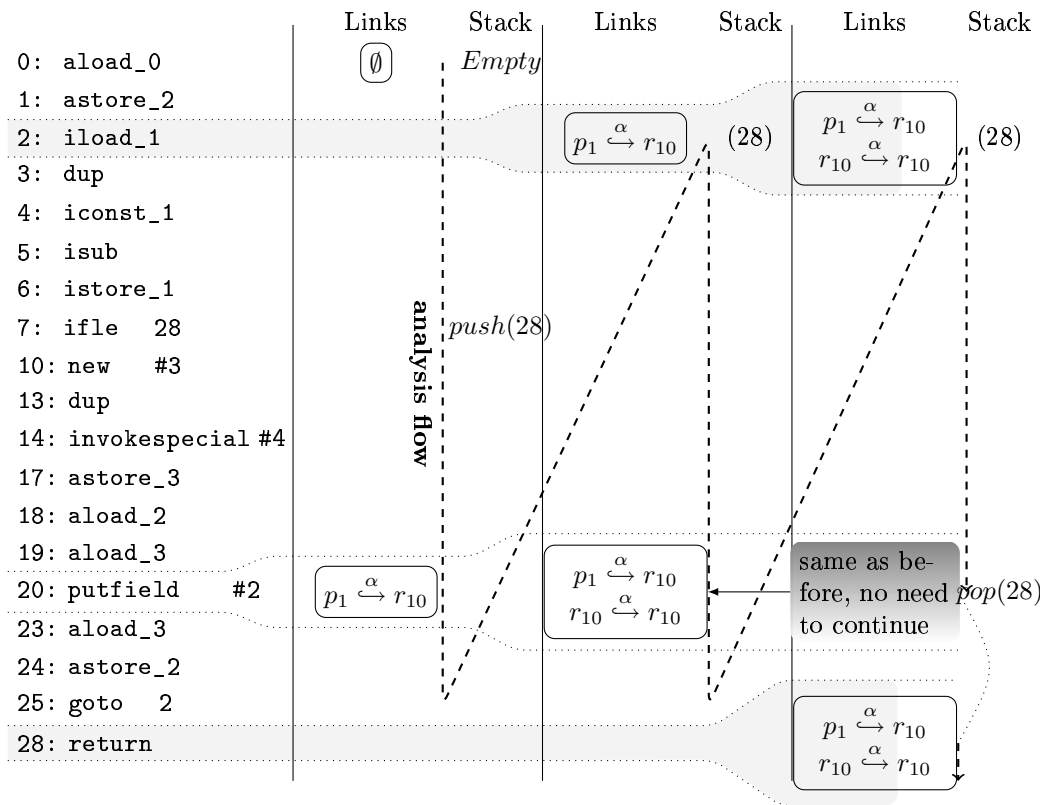 Links Stack Links Stack Links Stack
0: aload_0 ∅ Empty
1: astore_2
2: iload_1 p₁ ↪^α r₁₀ (28) p₁ ↪^α r₁₀ (28)
r₁₀ ↪^α r₁₀
3: dup
4: iconst_1
5: isub
6: istore_1
7: ifle 28 push(28)
analysis flow
10: new #3
13: dup
14: invokespecial #4
17: astore_3
18: aload_2
19: aload_3
20: putfield #2 p₁ ↪^α r₁₀ p₁ ↪^α r₁₀
r₁₀ ↪^α r₁₀
same as be-
fore, no need pop(28)
to continue
23: aload_3
24: astore_2
25: goto 2
28: return p₁ ↪^α r₁₀
r₁₀ ↪^α r₁₀